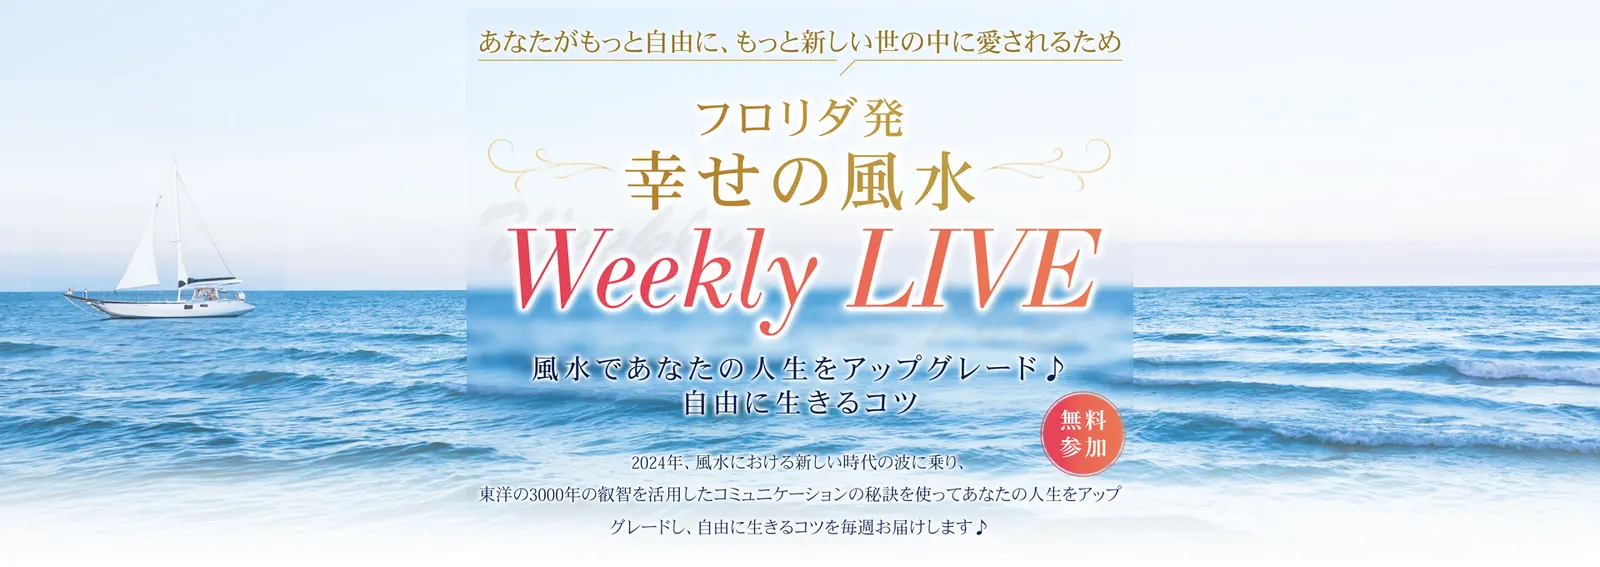 あなたがもっと自由に、もっと新しい世の中に愛されるため
フロリダ発
幸せの風水
Weekly LIVE
風水であなたの人生をアップグレード♪
自由に生きるコツ
無料
参加
2024年、風水における新しい時代の波に乗り、
東洋の3000年の叡智を活用したコミュニケーションの秘訣を使ってあなたの人生をアップ
グレードし、自由に生きるコツを毎週お届けします♪